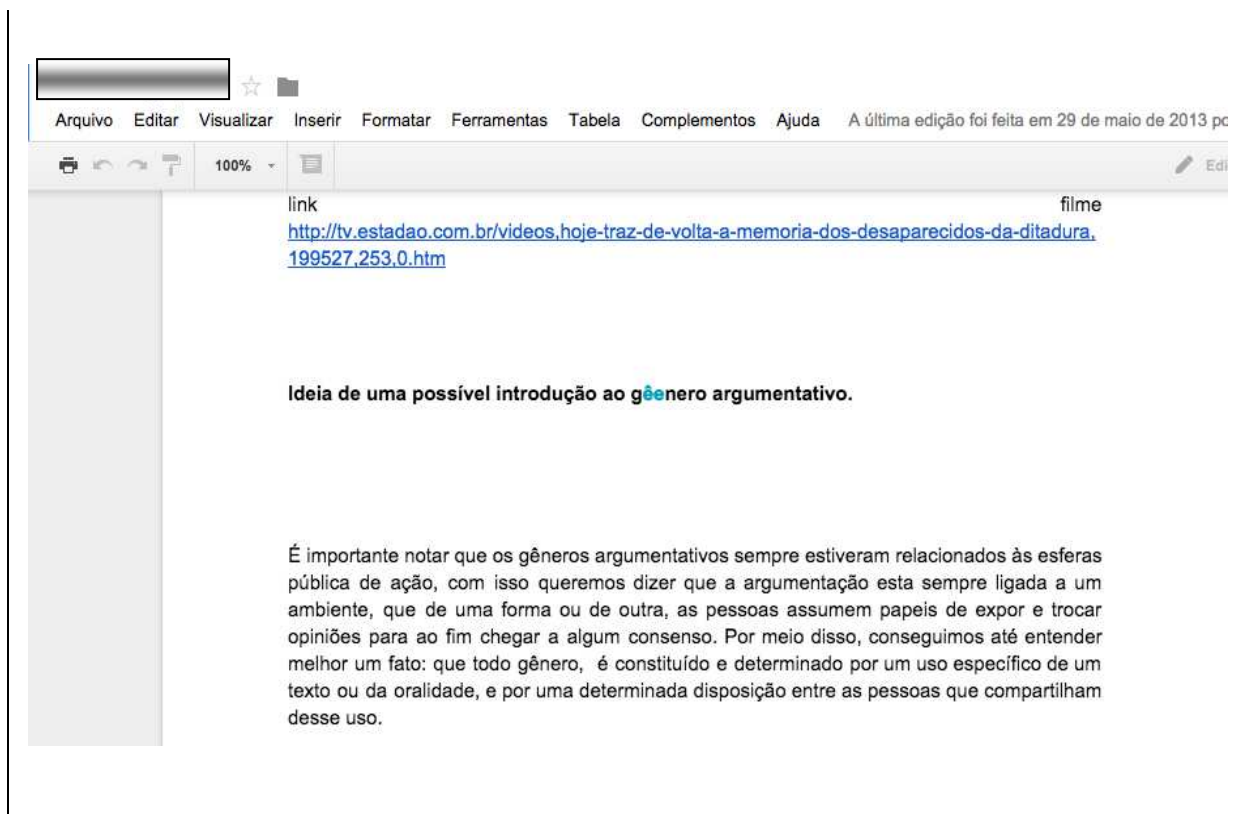 Arquivo Editar Visualizar Inserir Formatar Ferramentas Tabela Complementos Ajuda A última edição foi feita em 29 de maio de 2013 po
100% Edi
link filme
http://tv.estadao.com.br/videos,hoje-traz-de-volta-a-memoria-dos-desaparecidos-da-ditadura,
199527,253,0.htm
Ideia de uma possível introdução ao gêenero argumentativo.
É importante notar que os gêneros argumentativos sempre estiveram relacionados às esferas
pública de ação, com isso queremos dizer que a argumentação esta sempre ligada a um
ambiente, que de uma forma ou de outra, as pessoas assumem papeis de expor e trocar
opiniões para ao fim chegar a algum consenso. Por meio disso, conseguimos até entender
melhor um fato: que todo gênero, é constituído e determinado por um uso específico de um
texto ou da oralidade, e por uma determinada disposição entre as pessoas que compartilham
desse uso.